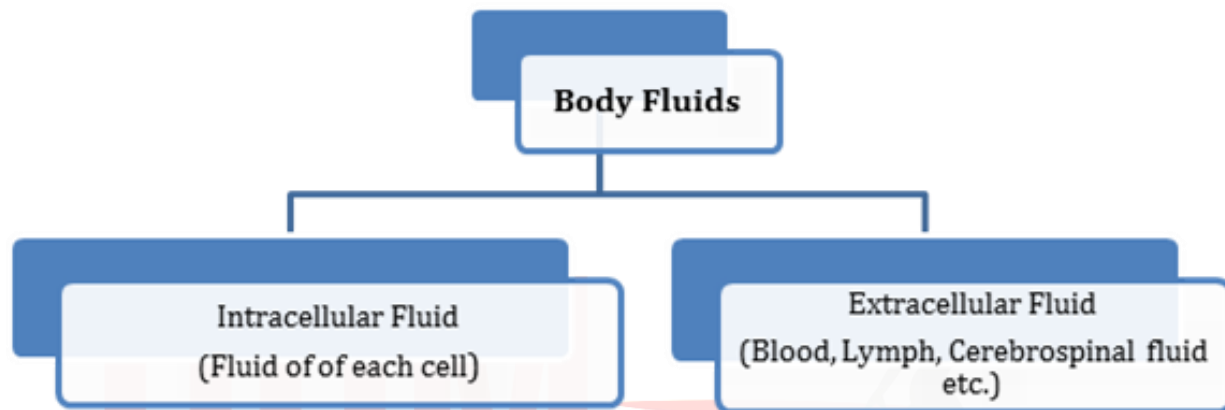 Body Fluids
Intracellular Fluid
(Fluid of of each cell)
Extracellular Fluid
(Blood, Lymph, Cerebrospinal fluid
etc.)